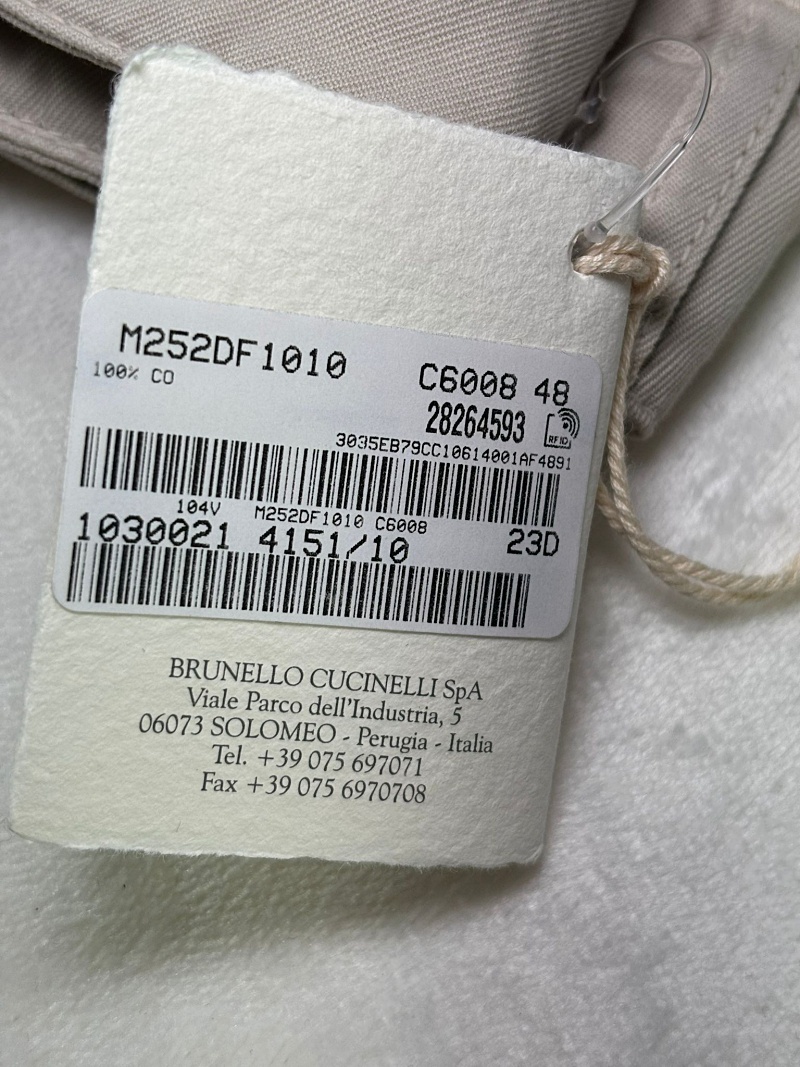 M252DF1010
100% CO
C6008 48
28264593
RFID
3035EB79CC10614001AF4891
104V M252DF1010 C6008
1030021 4151/10 23D
BRUNELLO CUCINELLI SpA
Viale Parco dell'Industria, 5
06073 SOLOMEO - Perugia - Italia
Tel. +39 075 697071
Fax +39 075 6970708